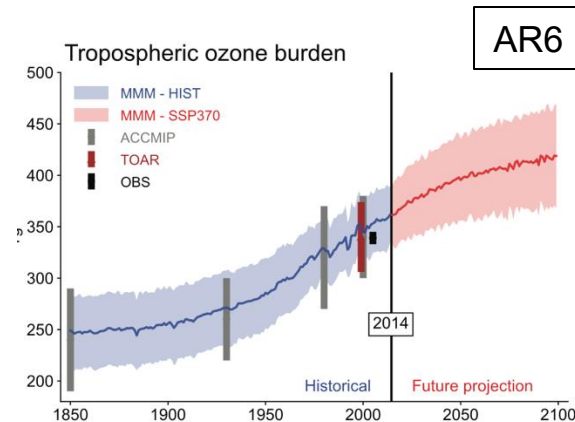 AR6
Tropospheric ozone burden
500
450
400
350
300
250
200
MMM - HIST
MMM - SSP370
ACCMIP
TOAR
OBS
2014
Historical
Future projection
1850
1900
1950
2000
2050
2100